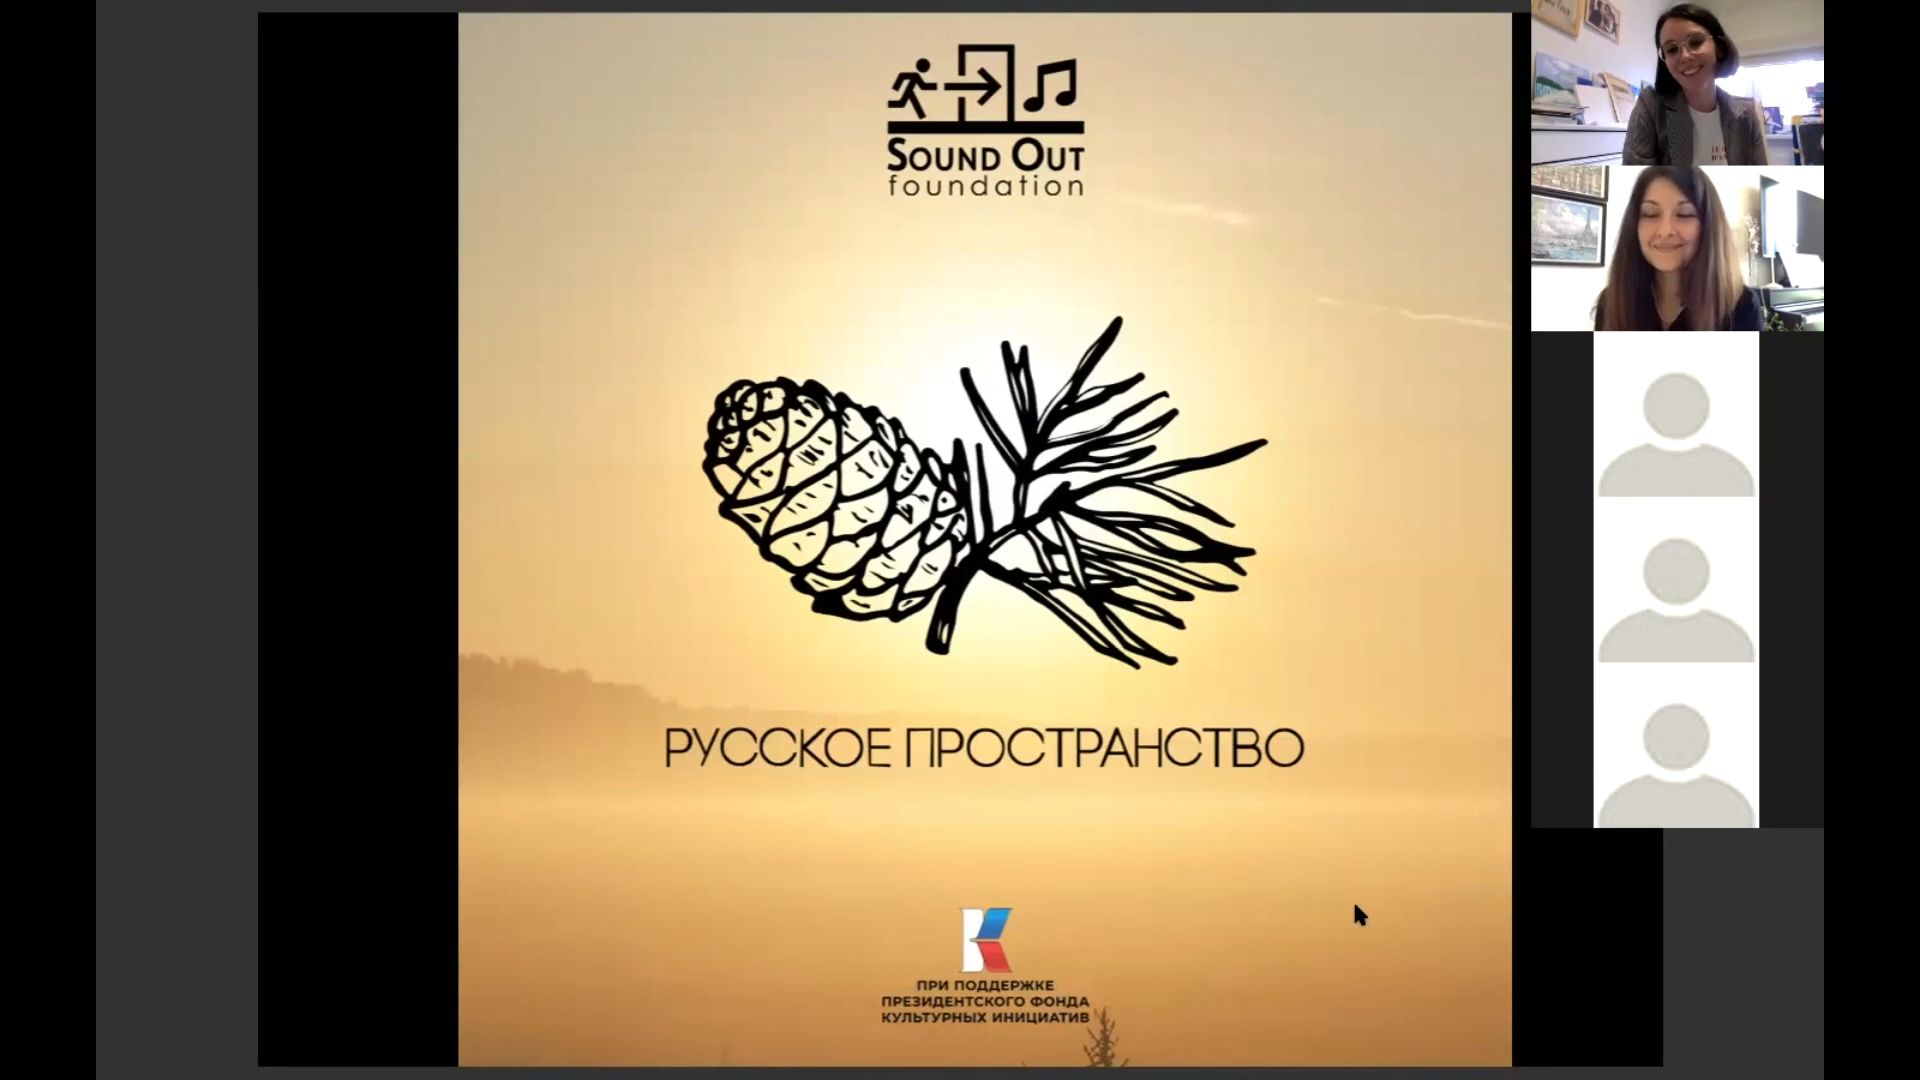 SOUND OUT
foundation
РУССКОЕ ПРОСТРАНСТВО
ПРИ ПОДДЕРЖКЕ
ПРЕЗИДЕНТСКОГО ФОНДА
КУЛЬТУРНЫХ ИНИЦИАТИВ